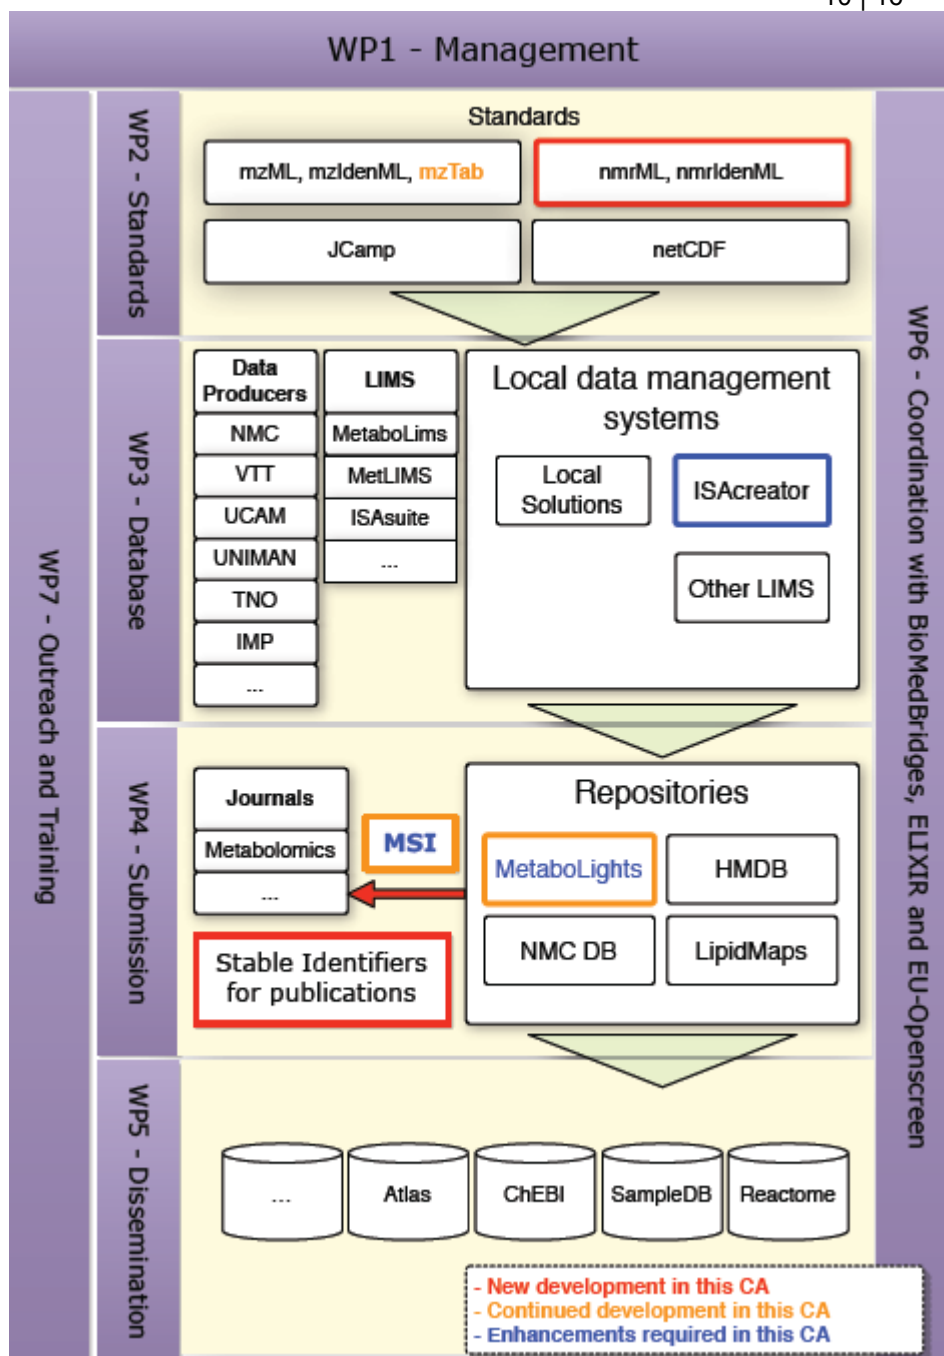 WP1 - Management
WP7 - Outreach and Training
WP2 - Standards
Standards
mzML, mzIdenML, mzTab
nmrML, nmrIdenML
JCamp
netCDF
WP3 - Database
Data
Producers
NMC
VTT
UCAM
UNIMAN
TNO
IMP
...
LIMS
MetaboLims
MetLIMS
ISAsuite
...
Local data management
systems
Local
Solutions
ISAcreator
Other LIMS
WP4 - Submission
Journals
Metabolomics
...
MSI
Stable Identifiers
for publications
Repositories
MetaboLights
HMDB
NMC DB
LipidMaps
WP5 - Dissemination
...
Atlas
ChEBI
SampleDB
Reactome
WP6 - Coordination with BioMedBridges, ELIXIR and EU-Openscreen
- New development in this CA
- Continued development in this CA
- Enhancements required in this CA